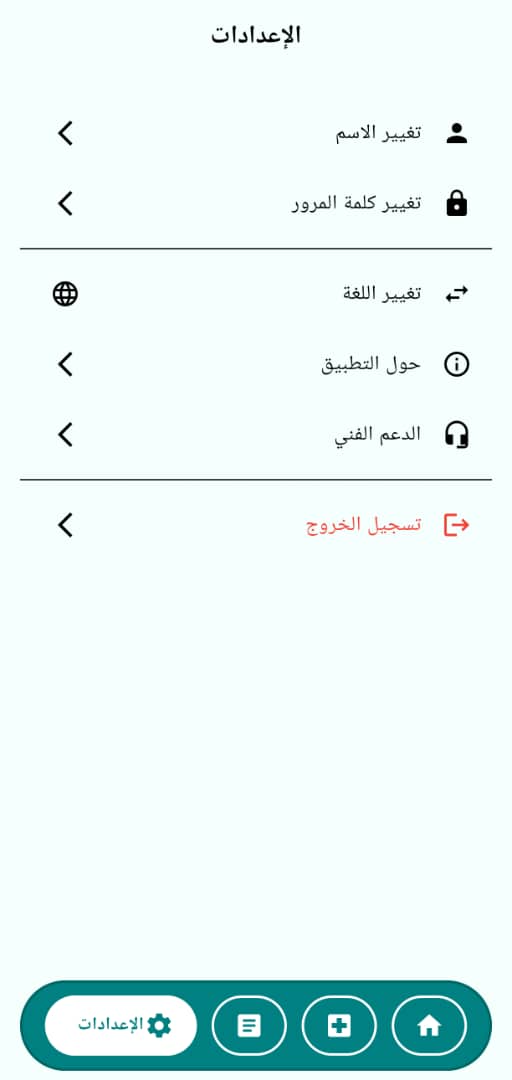 الإعدادات
تغيير الاسم
تغيير كلمة المرور
تغيير اللغة
حول التطبيق
الدعم الفني
تسجيل الخروج
الإعدادات